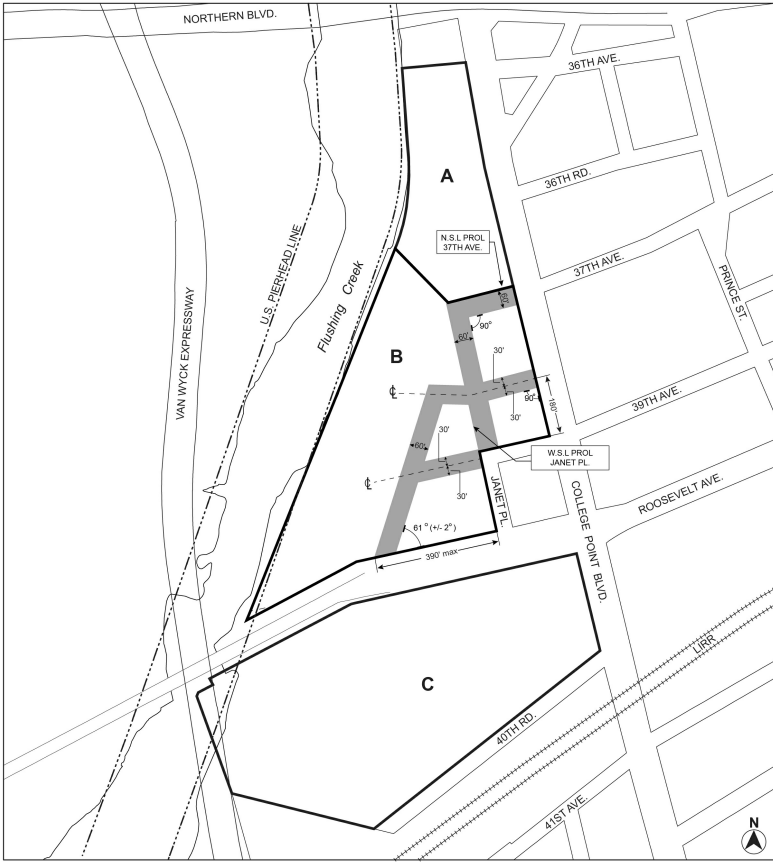 NORTHERN BLVD.
36TH AVE.
A
36TH RD.
N.S.L PROL
37TH AVE.
37TH AVE.
U.S. PIERHEAD LINE
Flushing Creek
PRINCE ST.
VAN WYCK EXPRESSWAY
60'
90°
60'
B
30'
℄
30'
90°
180'
39TH AVE.
30'
60'
W.S.L PROL
JANET PL.
℄
30'
JANET PL.
COLLEGE POINT BLVD.
ROOSEVELT AVE.
61° (+/- 2°)
390' max
LIRR
C
40TH RD.
41ST AVE.
N